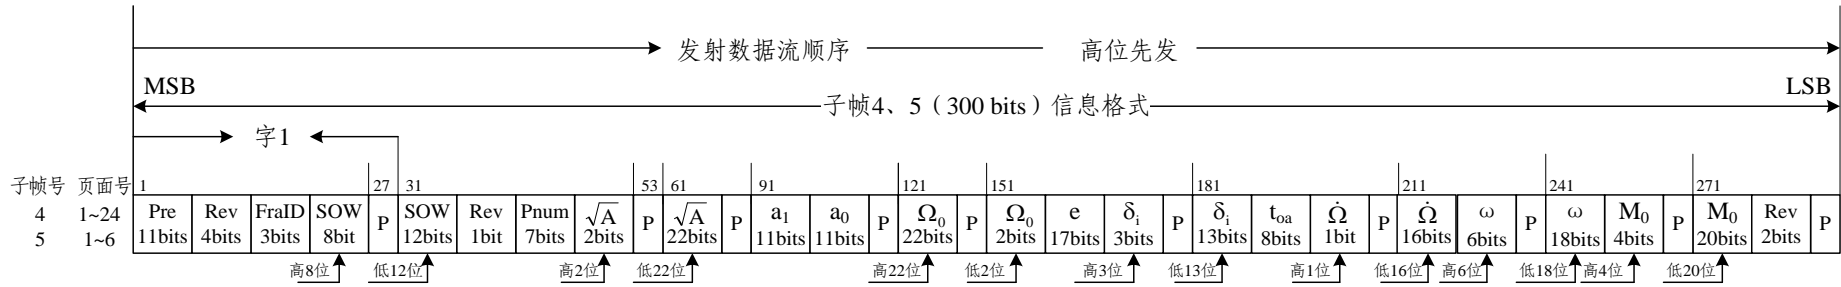 发射数据流顺序 高位先发
MSB LSB
子帧4、5（300 bits）信息格式
字1
子帧号 页面号 1 27 31 53 61 91 121 151 181 211 241 271
4 1~24 Pre Rev FraID SOW P SOW Rev Pnum √A P √A P a1 a0 P Ω0 P Ω0 e δi P δi toa Ω̇ P Ω̇ ω P ω M0 P M0 Rev P
5 1~6 11bits 4bits 3bits 8bit 12bits 1bit 7bits 2bits 22bits 11bits 11bits 22bits 2bits 17bits 3bits 13bits 8bits 1bit 16bits 6bits 18bits 4bits 20bits 2bits
高8位 低12位 高2位 低22位 高22位 低2位 高3位 低13位 高1位 低16位 高6位 低18位 高4位 低20位